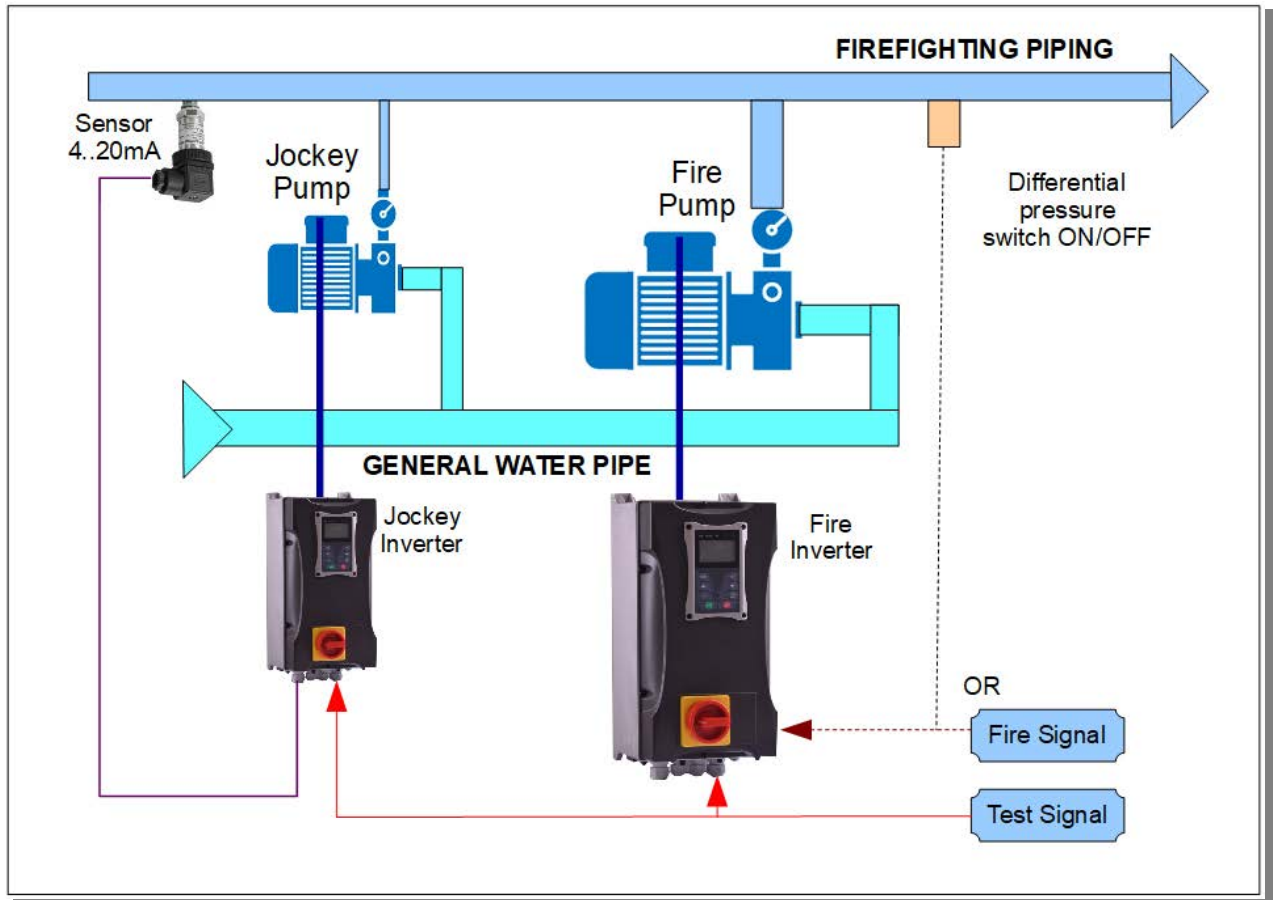 FIREFIGHTING PIPING
Sensor
4..20mA
Jockey
Pump
Fire
Pump
Differential
pressure
switch ON/OFF
GENERAL WATER PIPE
Jockey
Inverter
Fire
Inverter
OR
Fire Signal
Test Signal